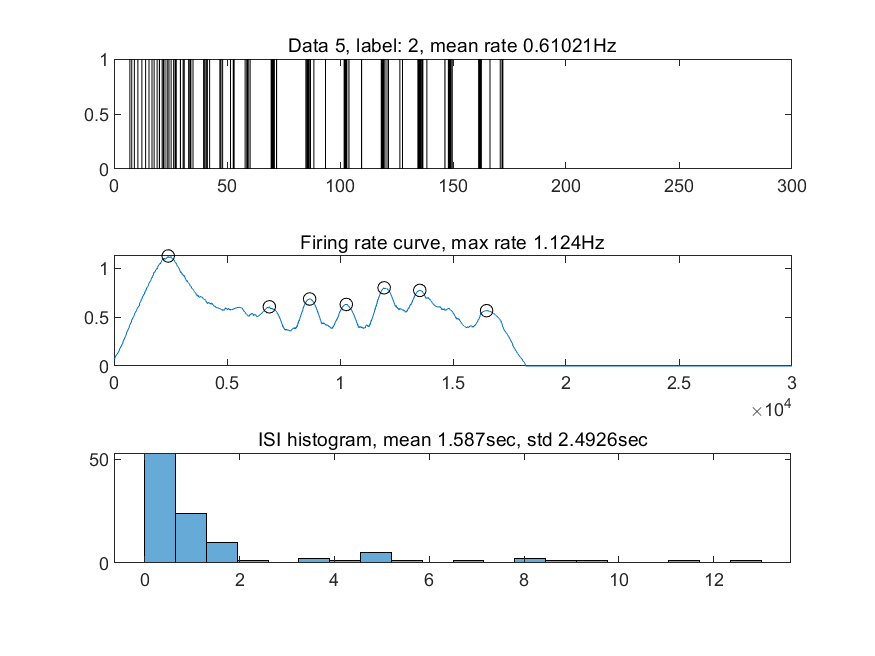 Data 5, label: 2, mean rate 0.61021Hz
1
0.5
0
0 50 100 150 200 250 300
Firing rate curve, max rate 1.124Hz
1
0.5
0
0 0.5 1 1.5 2 2.5 3
×10⁴
ISI histogram, mean 1.587sec, std 2.4926sec
50
0
0 2 4 6 8 10 12